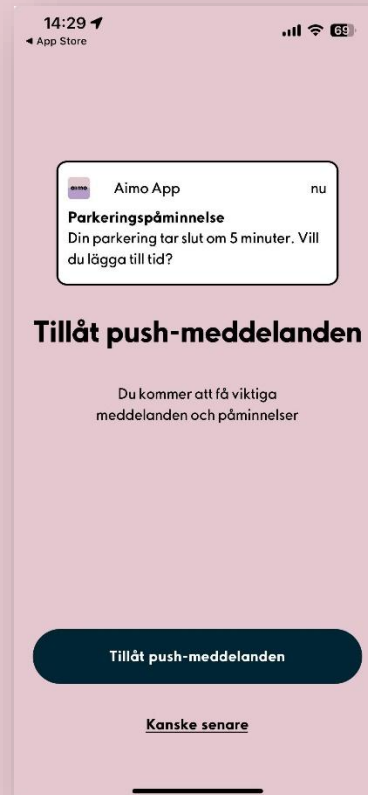 14:29
◀ App Store
69
aimo
Aimo App
nu
Parkeringspåminnelse
Din parkering tar slut om 5 minuter. Vill
du lägga till tid?
Tillåt push-meddelanden
Du kommer att få viktiga
meddelanden och påminnelser
Tillåt push-meddelanden
Kanske senare